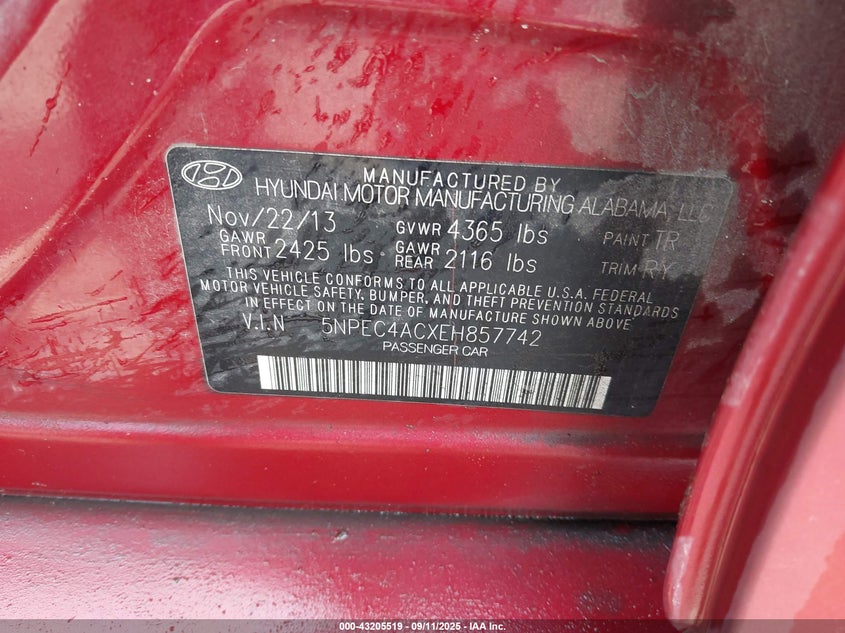 MANUFACTURED BY
HYUNDAI MOTOR MANUFACTURING ALABAMA, LLC
Nov/22/13 GVWR 4365 lbs PAINT TR
GAWR FRONT 2425 lbs GAWR REAR 2116 lbs TRIM RY
THIS VEHICLE CONFORMS TO ALL APPLICABLE U.S.A. FEDERAL
MOTOR VEHICLE SAFETY, BUMPER, AND THEFT PREVENTION STANDARDS
IN EFFECT ON THE DATE OF MANUFACTURE SHOWN ABOVE.
V.I.N 5NPEC4ACXEH857742
PASSENGER CAR
000-43205519 - 09/11/2025 - IAA Inc.